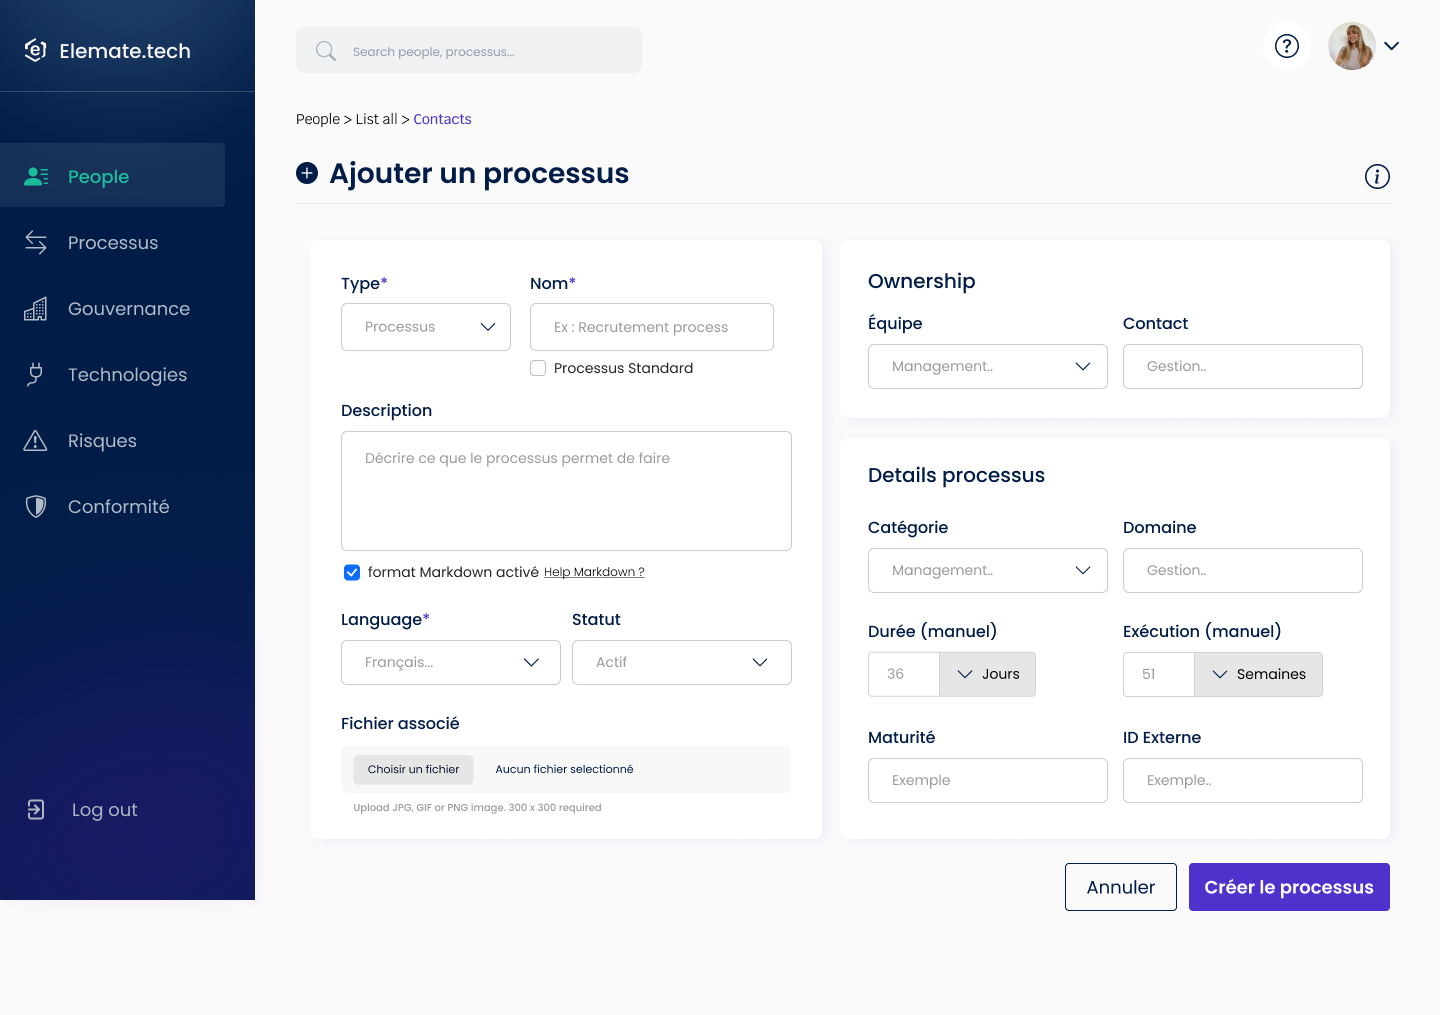 Elemate.tech
Search people, processus...
People > List all > Contacts
Ajouter un processus
People
Processus
Gouvernance
Technologies
Risques
Conformité
Log out
Type*
Nom*
Processus
Ex : Recrutement process
Processus Standard
Description
Décrire ce que le processus permet de faire
format Markdown activé Help Markdown ?
Language*
Statut
Français...
Actif
Fichier associé
Choisir un fichier
Aucun fichier selectionné
Upload JPG, GIF or PNG image. 300 x 300 required
Ownership
Équipe
Contact
Management..
Gestion..
Details processus
Catégorie
Domaine
Management..
Gestion..
Durée (manuel)
Exécution (manuel)
36
Jours
51
Semaines
Maturité
ID Externe
Exemple
Exemple..
Annuler
Créer le processus